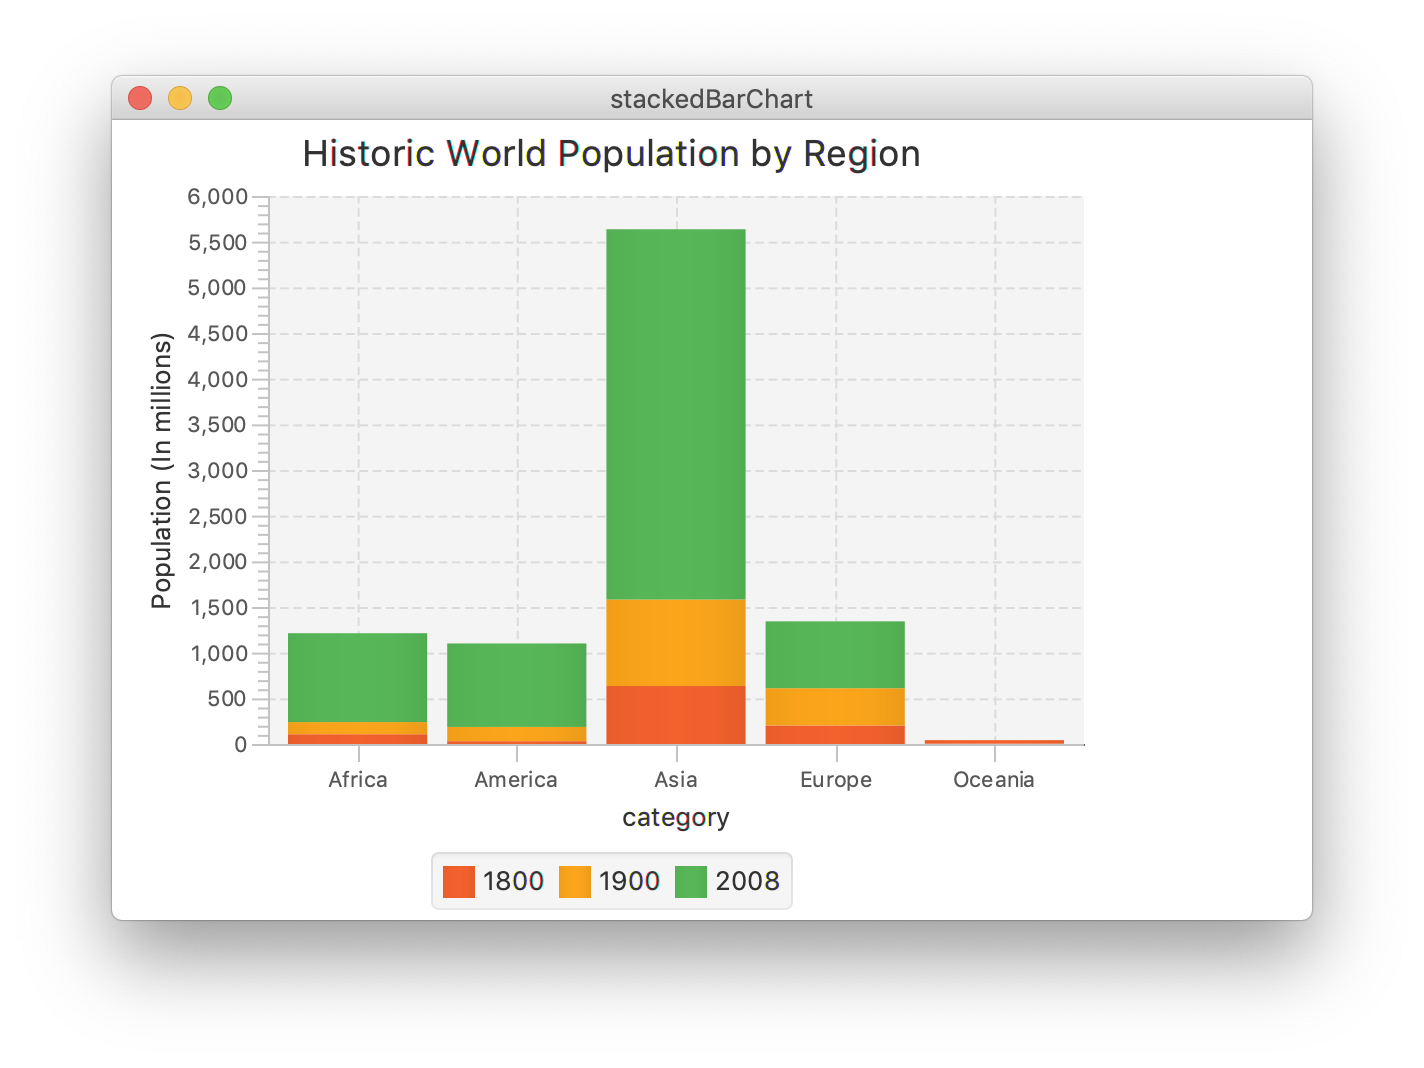 stackedBarChart
Historic World Population by Region
Population (In millions)
6,000
5,500
5,000
4,500
4,000
3,500
3,000
2,500
2,000
1,500
1,000
500
0
Africa America Asia Europe Oceania
category
1800 1900 2008